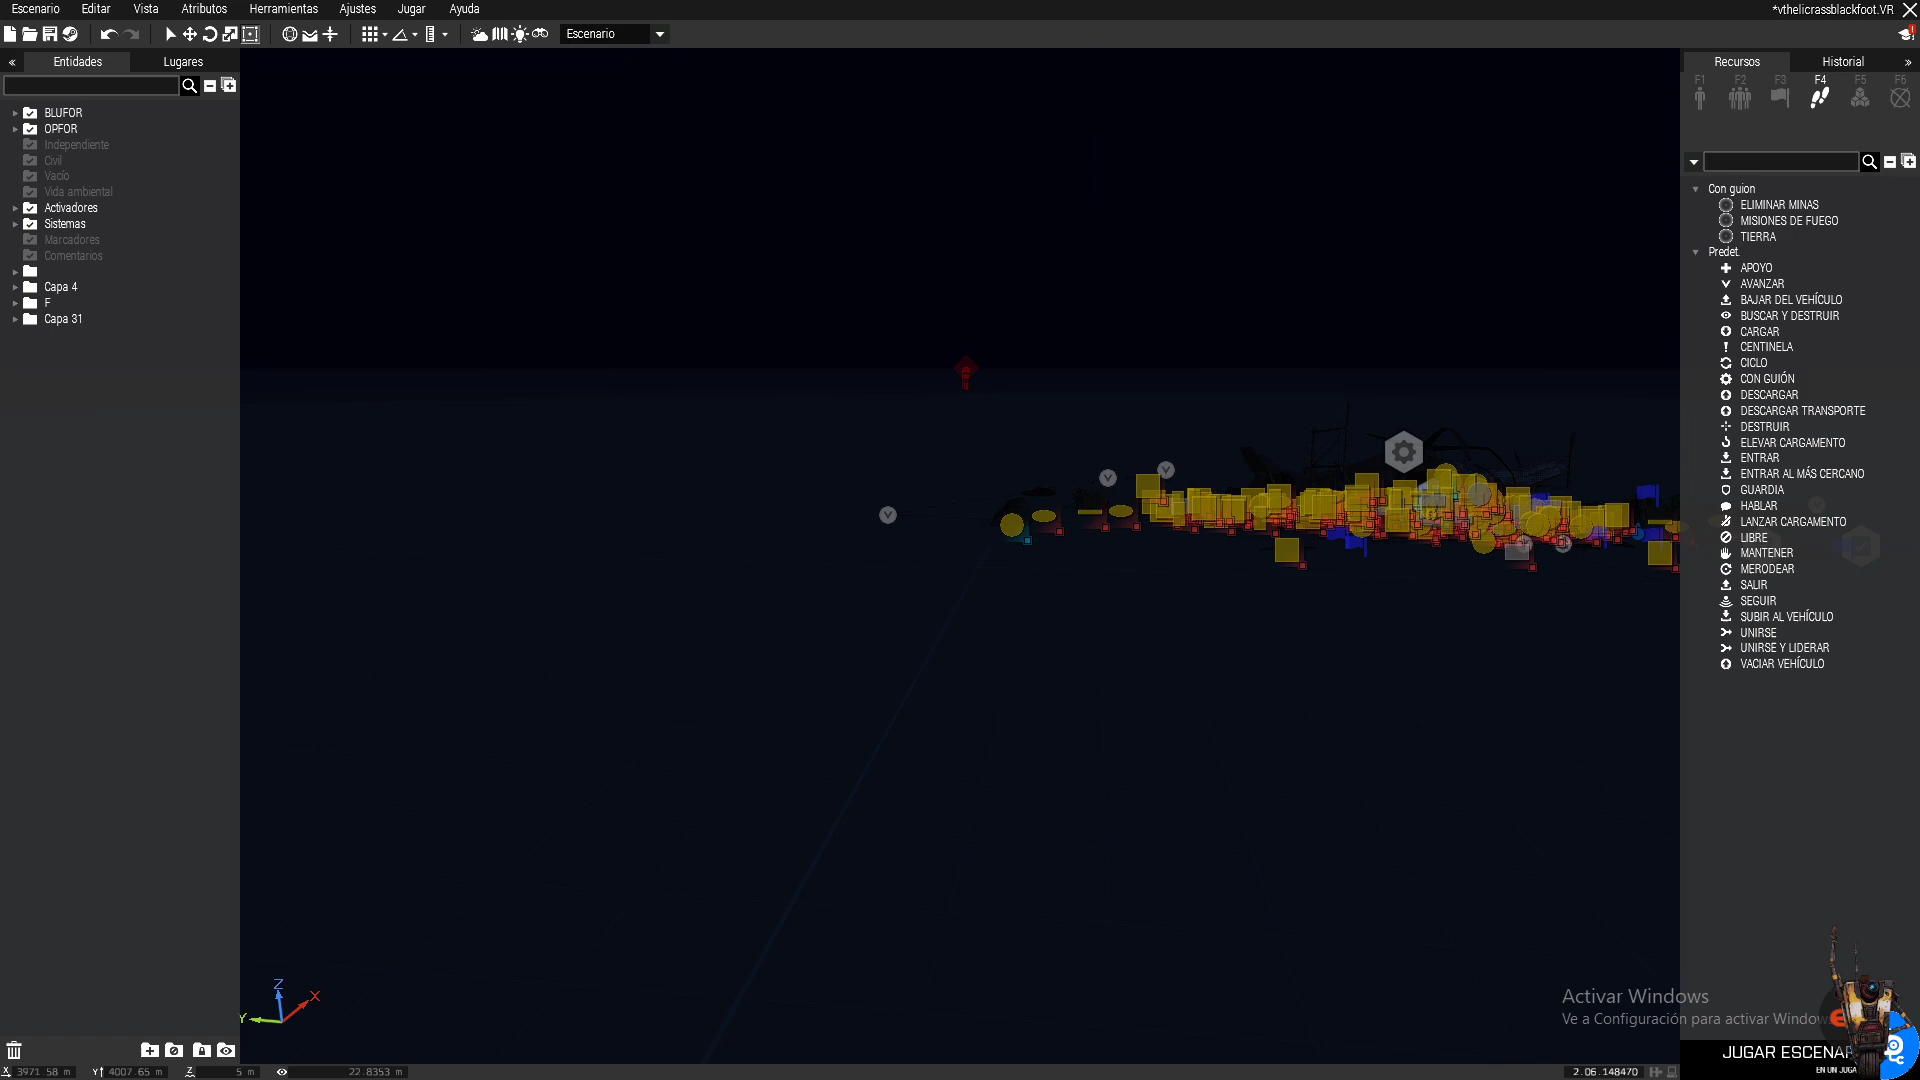 Escenario Editar Vista Atributos Herramientas Ajustes Jugar Ayuda
*vthelicrassblackfoot.VR
Escenario
« Entidades Lugares
Recursos Historial »
F1 F2 F3 F4 F5 F6
BLUFOR
OPFOR
Independiente
Civil
Vacío
Vida ambiental
Activadores
Sistemas
Marcadores
Comentarios
Capa 4
F
Capa 31
Con guion
ELIMINAR MINAS
MISIONES DE FUEGO
TIERRA
Predet.
APOYO
AVANZAR
BAJAR DEL VEHÍCULO
BUSCAR Y DESTRUIR
CARGAR
CENTINELA
CICLO
CON GUIÓN
DESCARGAR
DESCARGAR TRANSPORTE
DESTRUIR
ELEVAR CARGAMENTO
ENTRAR
ENTRAR AL MÁS CERCANO
GUARDIA
HABLAR
LANZAR CARGAMENTO
LIBRE
MANTENER
MERODEAR
SALIR
SEGUIR
SUBIR AL VEHÍCULO
UNIRSE
UNIRSE Y LIDERAR
VACIAR VEHÍCULO
Z
X
Y
Activar Windows
Ve a Configuración para activar Window
JUGAR ESCENA
EN UN JUGA
X 3971.58 m Y 4007.65 m Z 5 m 22.8353 m
2.06.148470